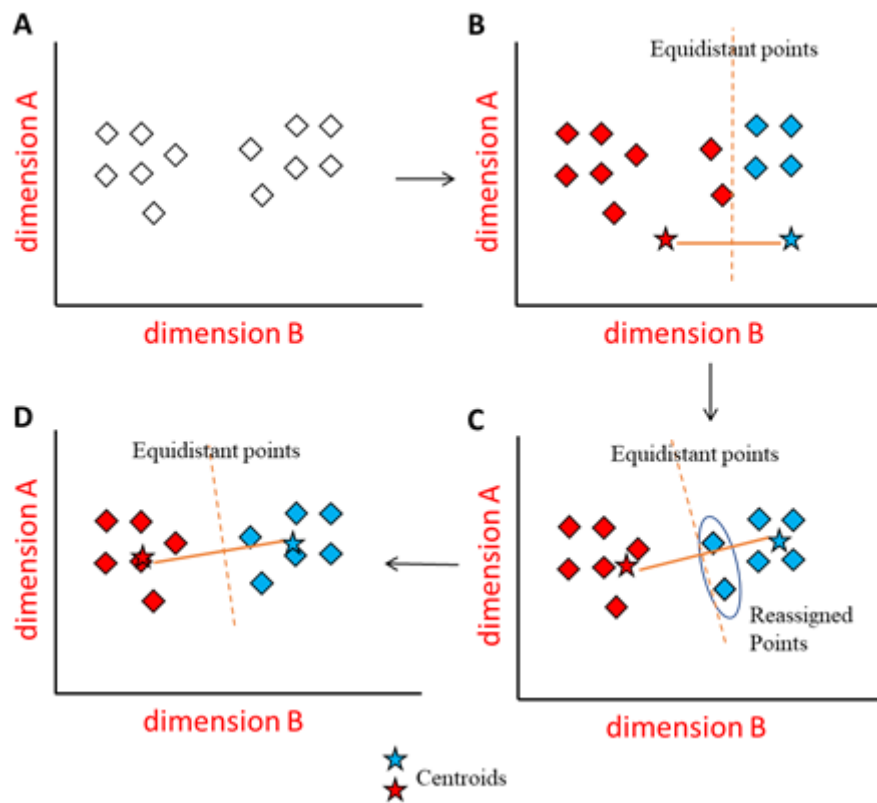 A
dimension A
dimension B
B
Equidistant points
dimension A
dimension B
D
Equidistant points
dimension A
dimension B
C
Equidistant points
Reassigned
Points
dimension A
dimension B
Centroids